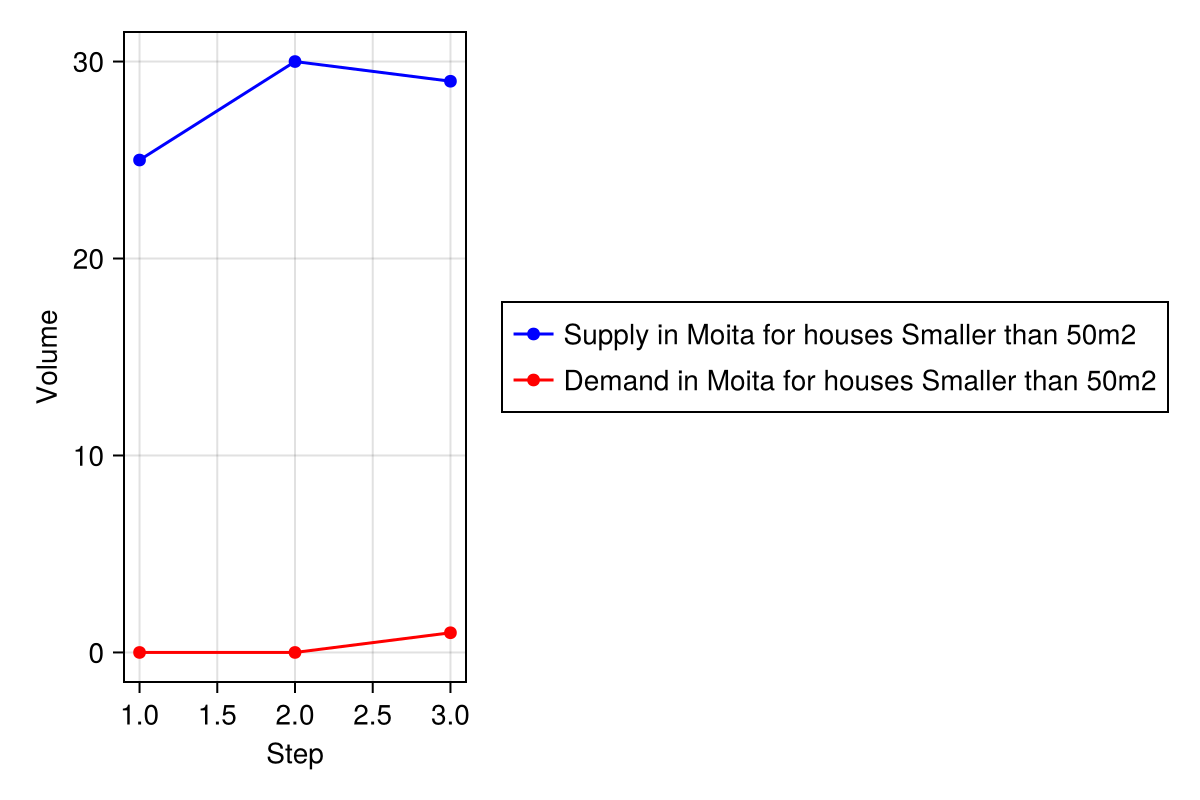 30
20
10
0
Volume
1.0 1.5 2.0 2.5 3.0
Step
Supply in Moita for houses Smaller than 50m2
Demand in Moita for houses Smaller than 50m2